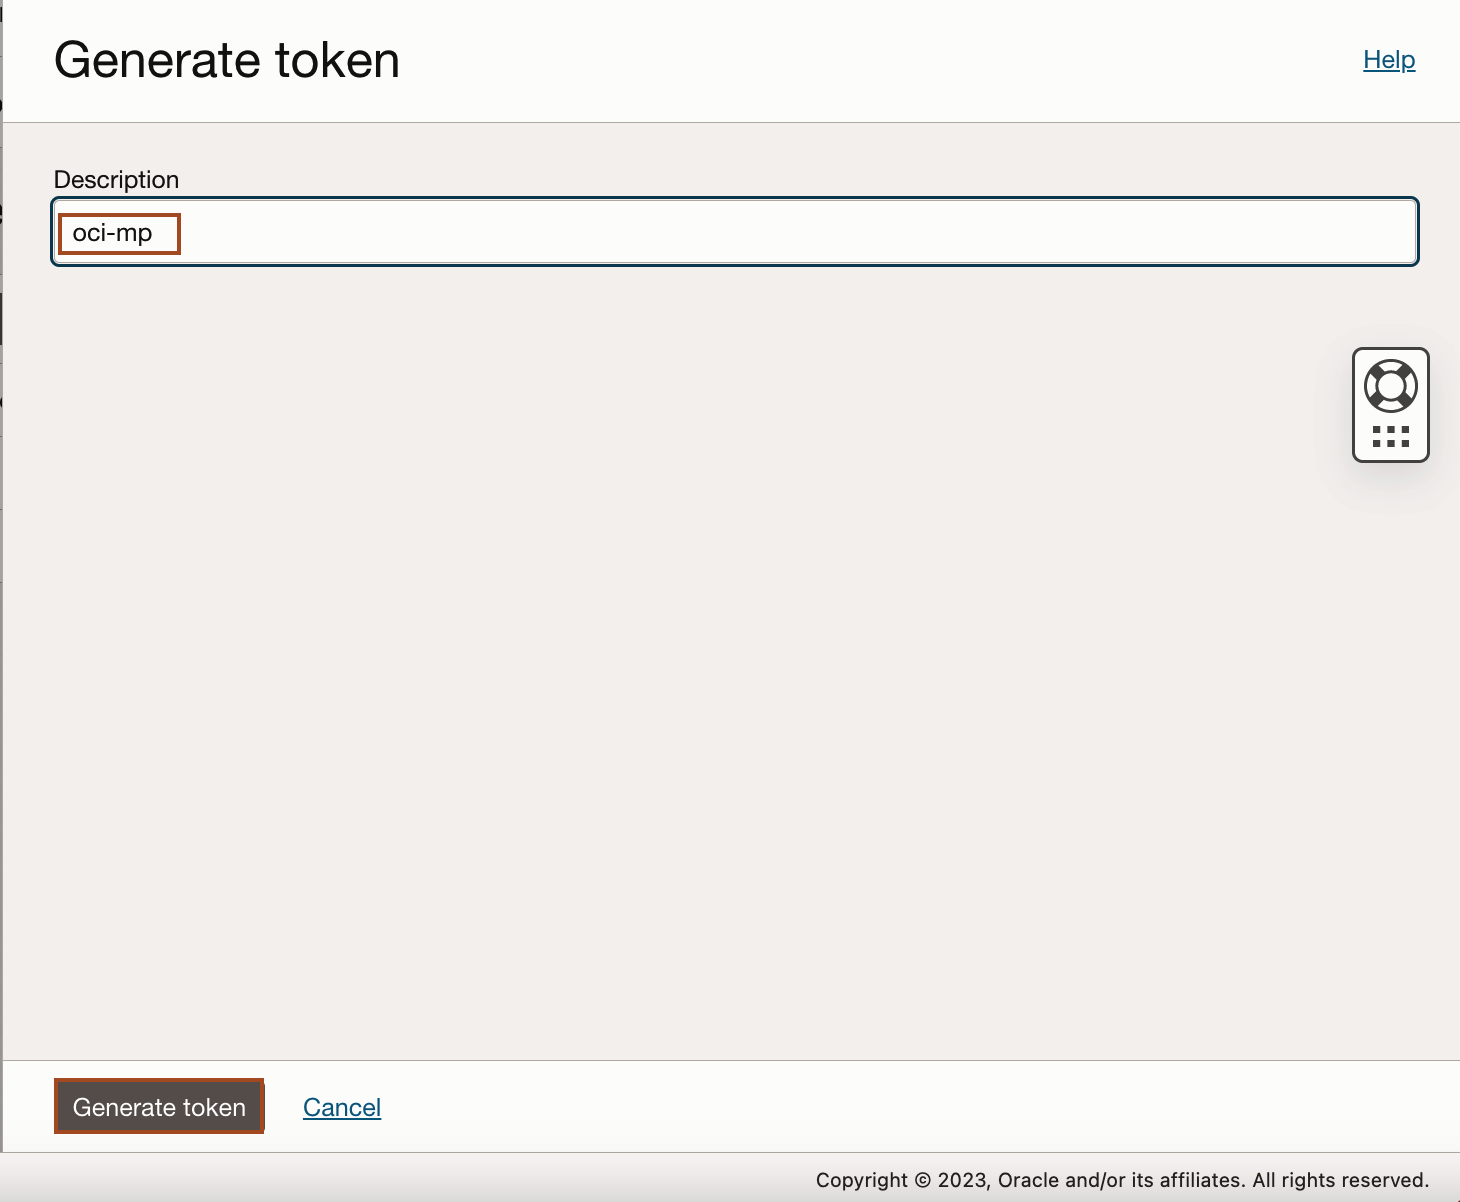 Generate token
Help
Description
oci-mp
Generate token
Cancel
Copyright © 2023, Oracle and/or its affiliates. All rights reserved.